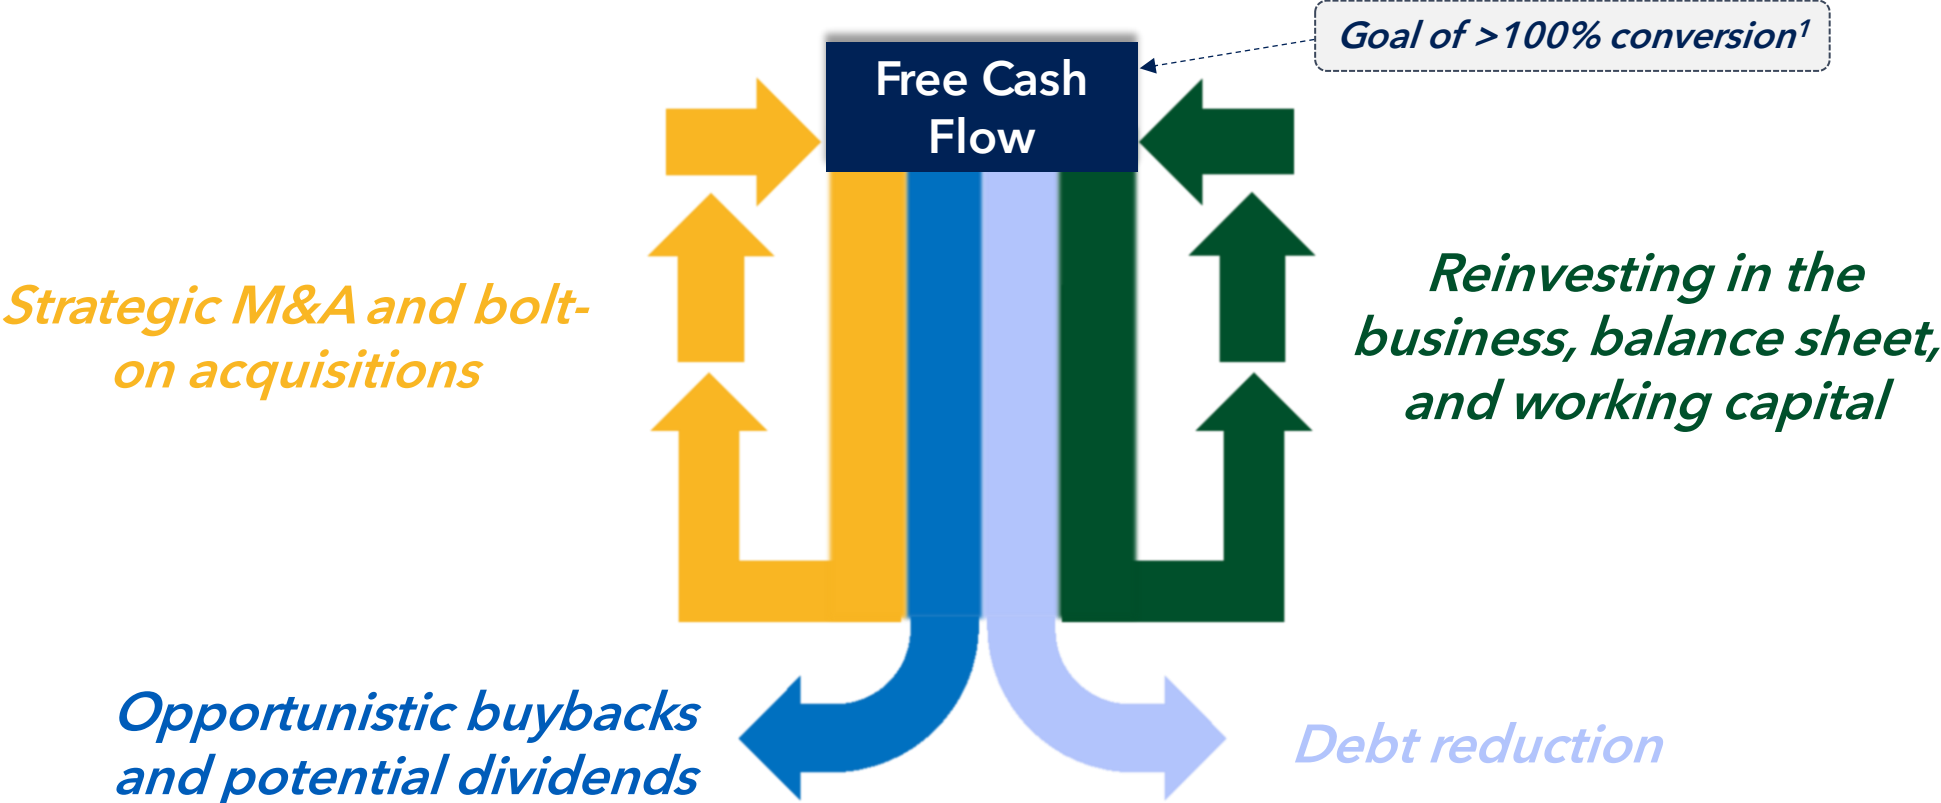 Goal of >100% conversion¹
Free Cash
Flow
Strategic M&A and bolt-
on acquisitions
Reinvesting in the
business, balance sheet,
and working capital
Opportunistic buybacks
and potential dividends
Debt reduction